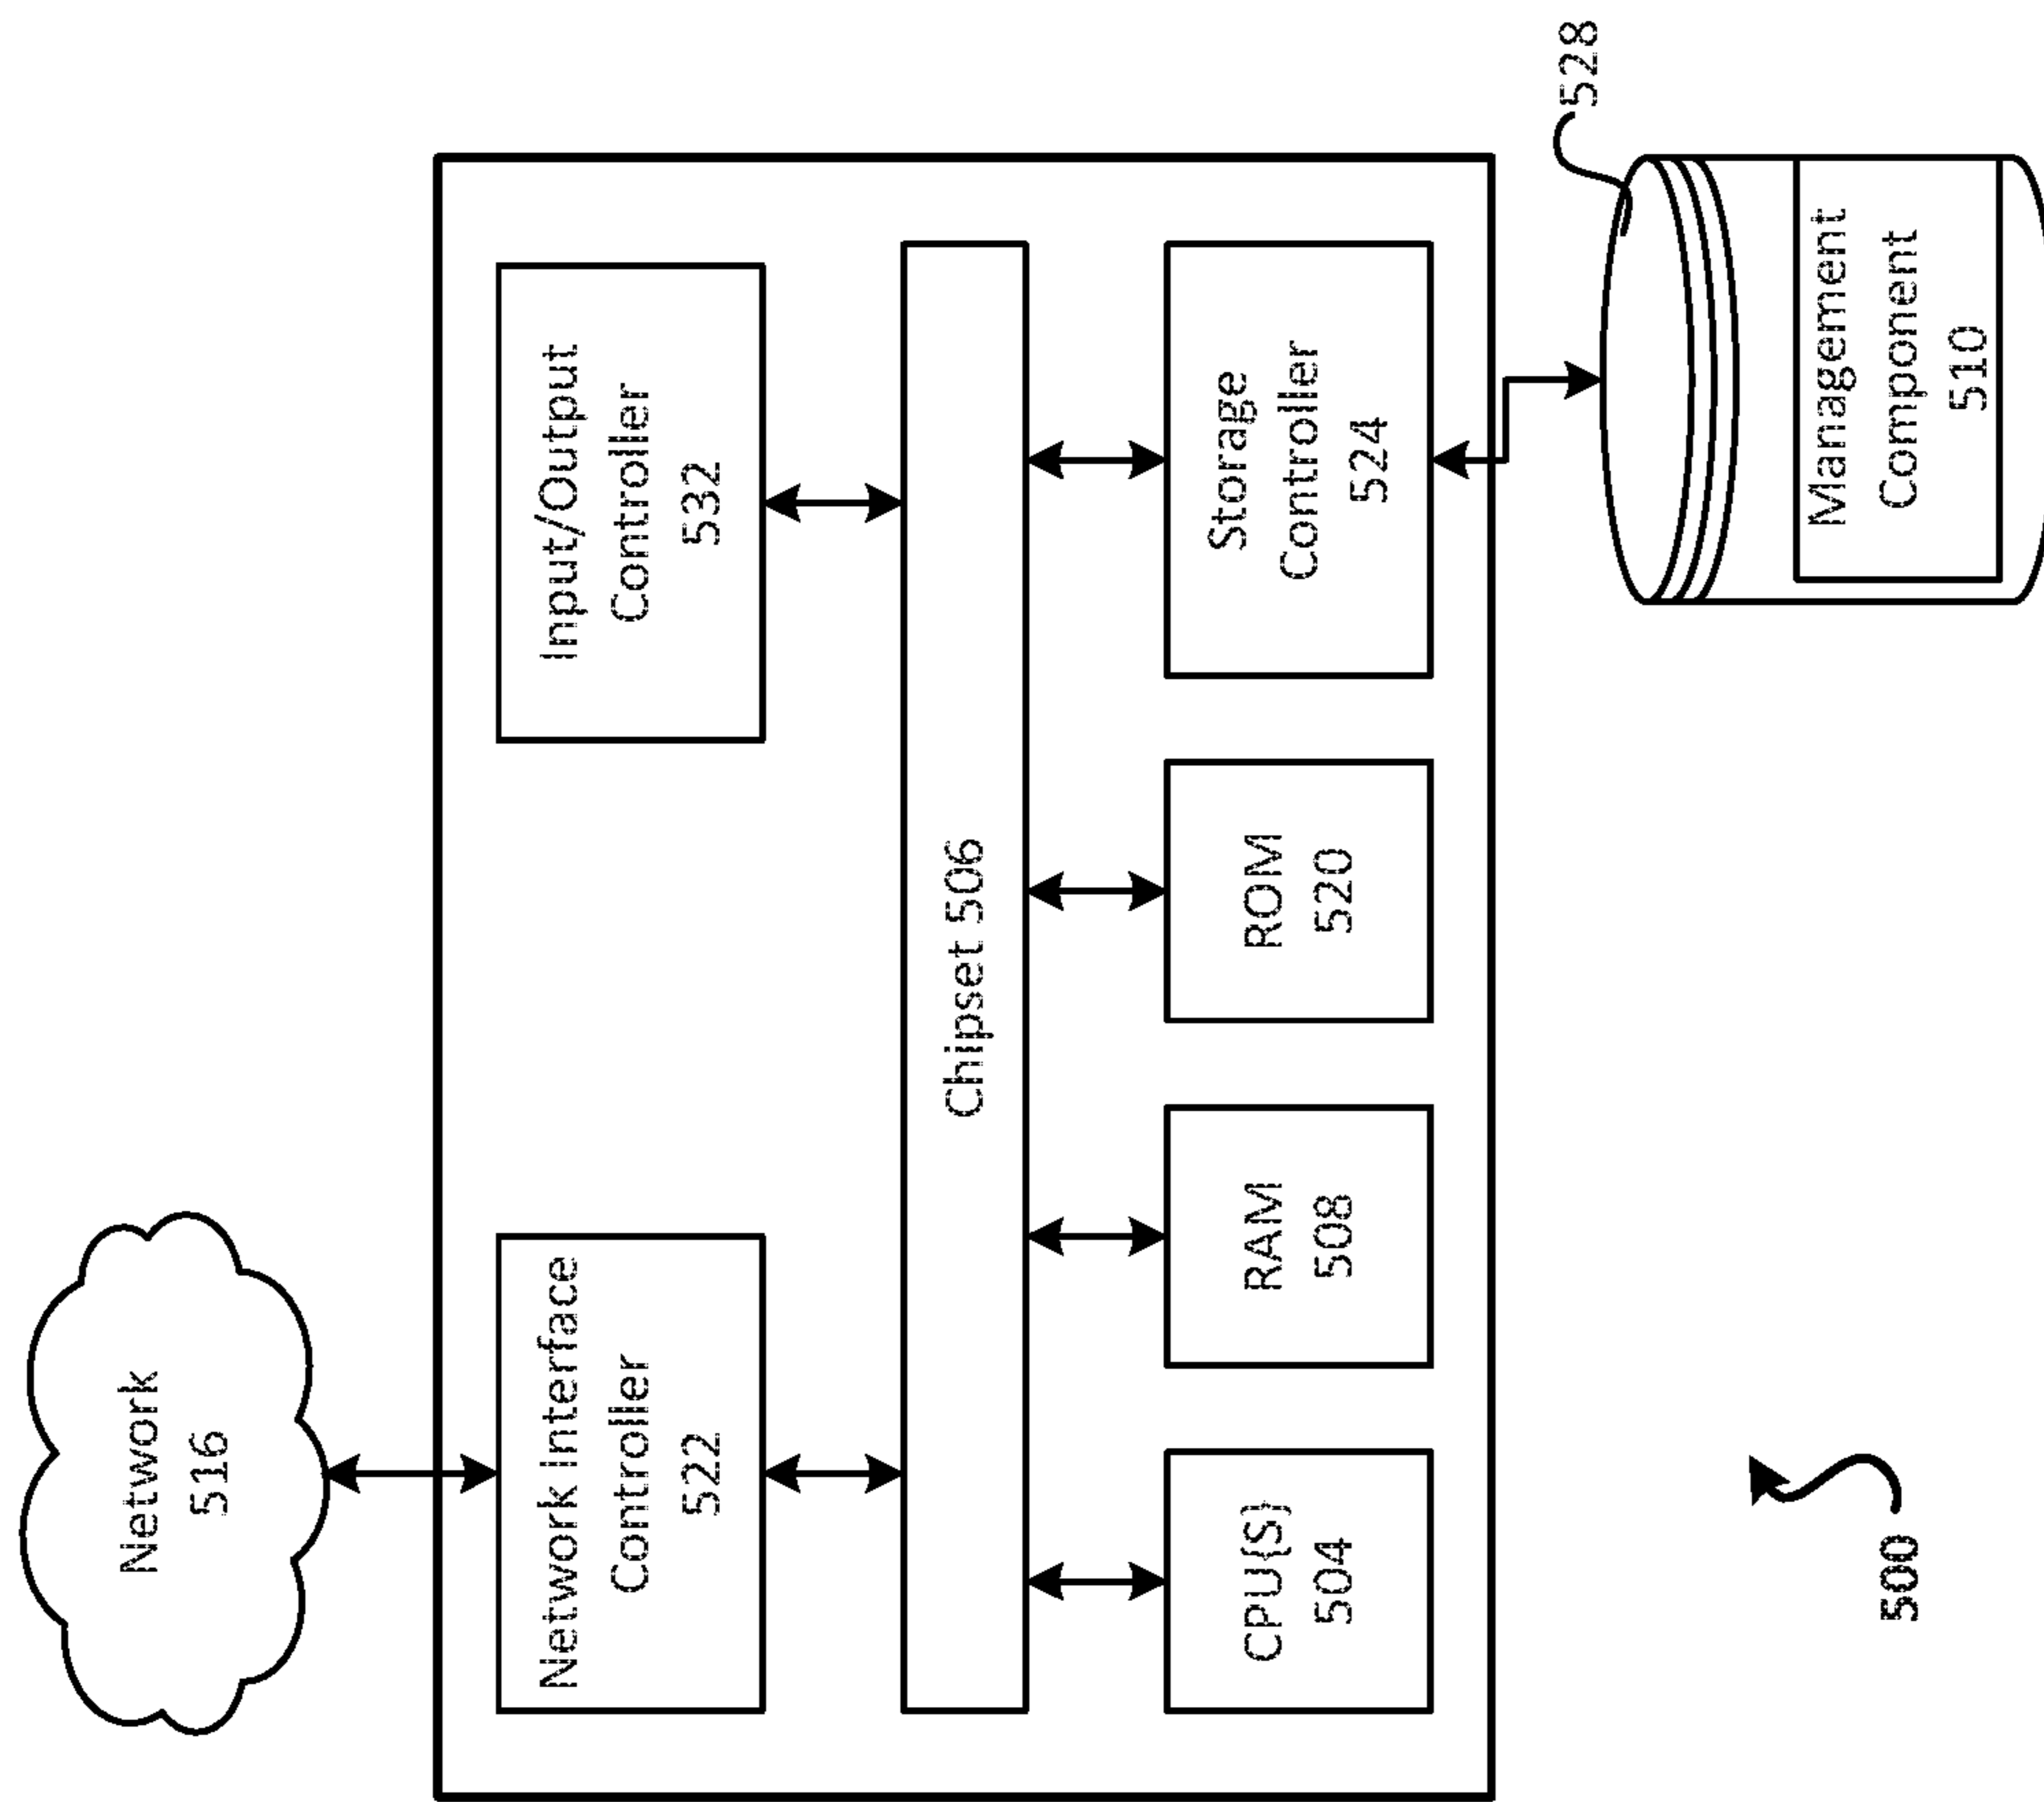 Network
516
Network Interface
Controller
522
Input/Output
Controller
532
Chipset 506
CPU(S)
504
RAM
508
ROM
520
Storage
Controller
524
528
Management
Component
510
500